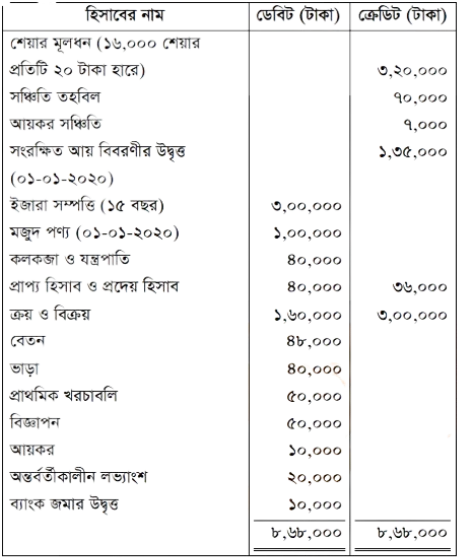 হিসাবের নাম ডেবিট (টাকা) ক্রেডিট (টাকা)
শেয়ার মূলধন (১৬,০০০ শেয়ার
প্রতিটি ২০ টাকা হারে) ৩,২০,০০০
সঞ্চিতি তহবিল ৭০,০০০
আয়কর সঞ্চিতি ৭,০০০
সংরক্ষিত আয় বিবরণীর উদ্বৃত্ত ১,৩৫,০০০
(০১-০১-২০২০)
ইজারা সম্পত্তি (১৫ বছর) ৩,০০,০০০
মজুদ পণ্য (০১-০১-২০২০) ১,০০,০০০
কলকব্জা ও যন্ত্রপাতি ৪০,০০০
প্রাপ্য হিসাব ও প্রদেয় হিসাব ৪০,০০০ ৩৬,০০০
ক্রয় ও বিক্রয় ১,৬০,০০০ ৩,০০,০০০
বেতন ৪৮,০০০
ভাড়া ৪০,০০০
প্রাথমিক খরচাবলি ৫০,০০০
বিজ্ঞাপন ৫০,০০০
আয়কর ১০,০০০
অন্তর্বর্তীকালীন লভ্যাংশ ২০,০০০
ব্যাংক জমার উদ্বৃত্ত ১০,০০০
৮,৬৮,০০০ ৮,৬৮,০০০